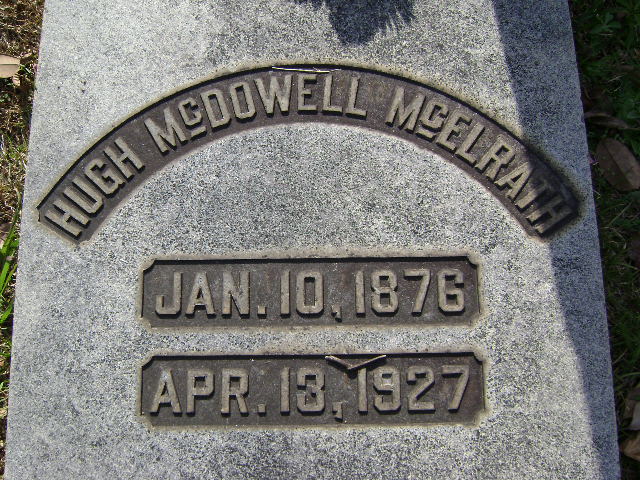 HUGH McDOWELL McELRATH
JAN. 10, 1876
APR. 13, 1927